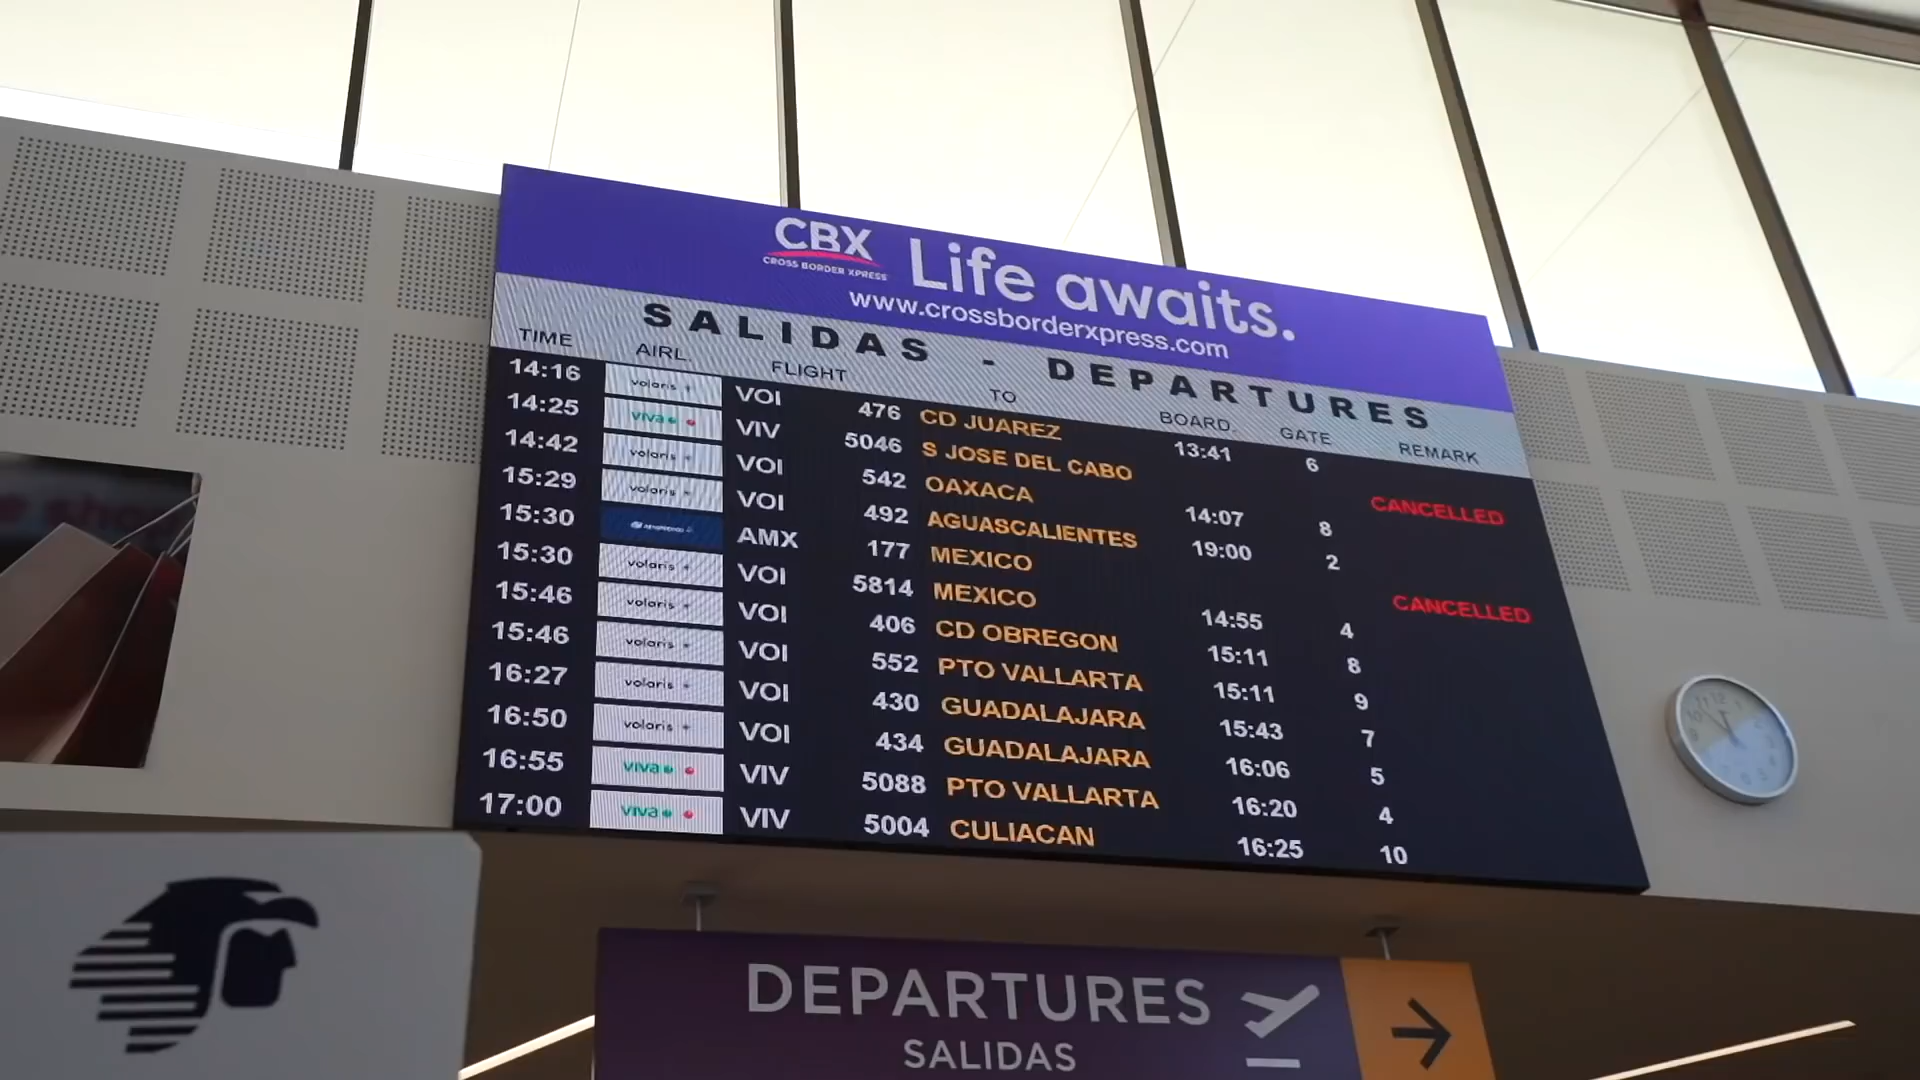 CBX
CROSS BORDER XPRESS
Life awaits.
www.crossborderxpress.com
SALIDAS - DEPARTURES
TIME AIRL. FLIGHT TO BOARD. GATE REMARK
14:16 volaris VOI 476 CD JUAREZ 13:41 6
14:25 viva VIV 5046 S JOSE DEL CABO CANCELLED
14:42 volaris VOI 542 OAXACA 14:07 8
15:29 volaris VOI 492 AGUASCALIENTES 19:00 2
15:30 AMX 177 MEXICO CANCELLED
15:30 volaris VOI 5814 MEXICO 14:55 4
15:46 volaris VOI 406 CD OBREGON 15:11 8
15:46 volaris VOI 552 PTO VALLARTA 15:11 9
16:27 volaris VOI 430 GUADALAJARA 15:43 7
16:50 volaris VOI 434 GUADALAJARA 16:06 5
16:55 viva VIV 5088 PTO VALLARTA 16:20 4
17:00 viva VIV 5004 CULIACAN 16:25 10
DEPARTURES
SALIDAS